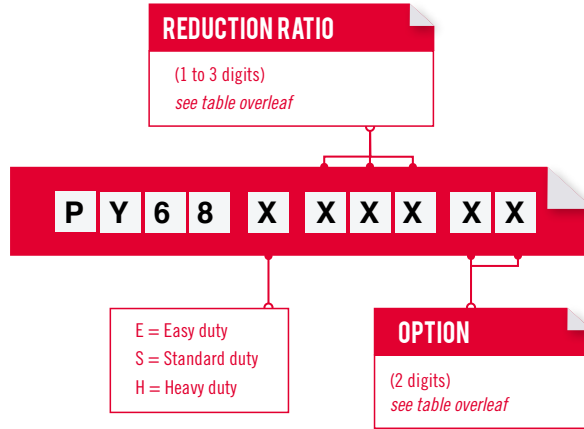 REDUCTION RATIO
(1 to 3 digits)
see table overleaf
P Y 6 8 X X X X X X
E = Easy duty
S = Standard duty
H = Heavy duty
OPTION
(2 digits)
see table overleaf